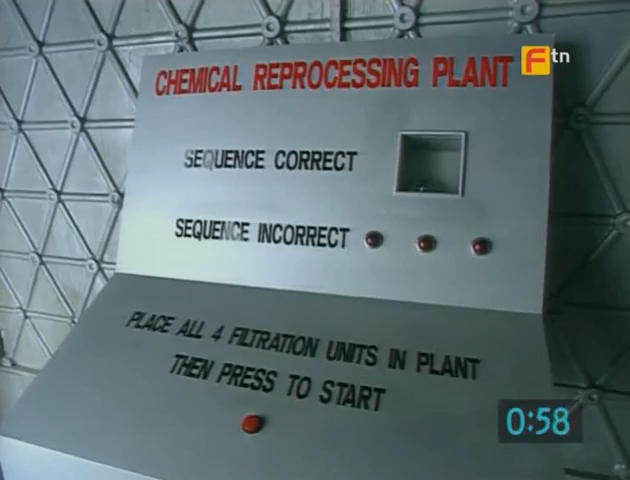 Ftn
CHEMICAL REPROCESSING PLANT
SEQUENCE CORRECT
SEQUENCE INCORRECT
PLACE ALL 4 FILTRATION UNITS IN PLANT
THEN PRESS TO START
0:58